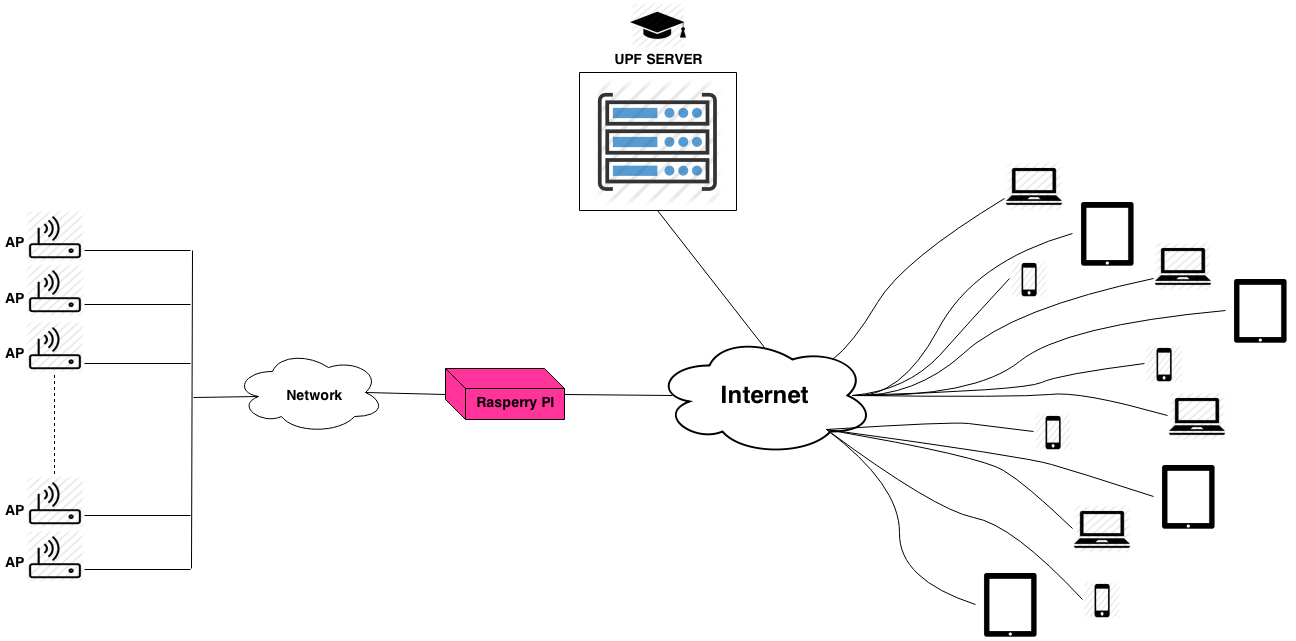 UPF SERVER
AP
AP
AP
Network
Rasperry PI
Internet
AP
AP